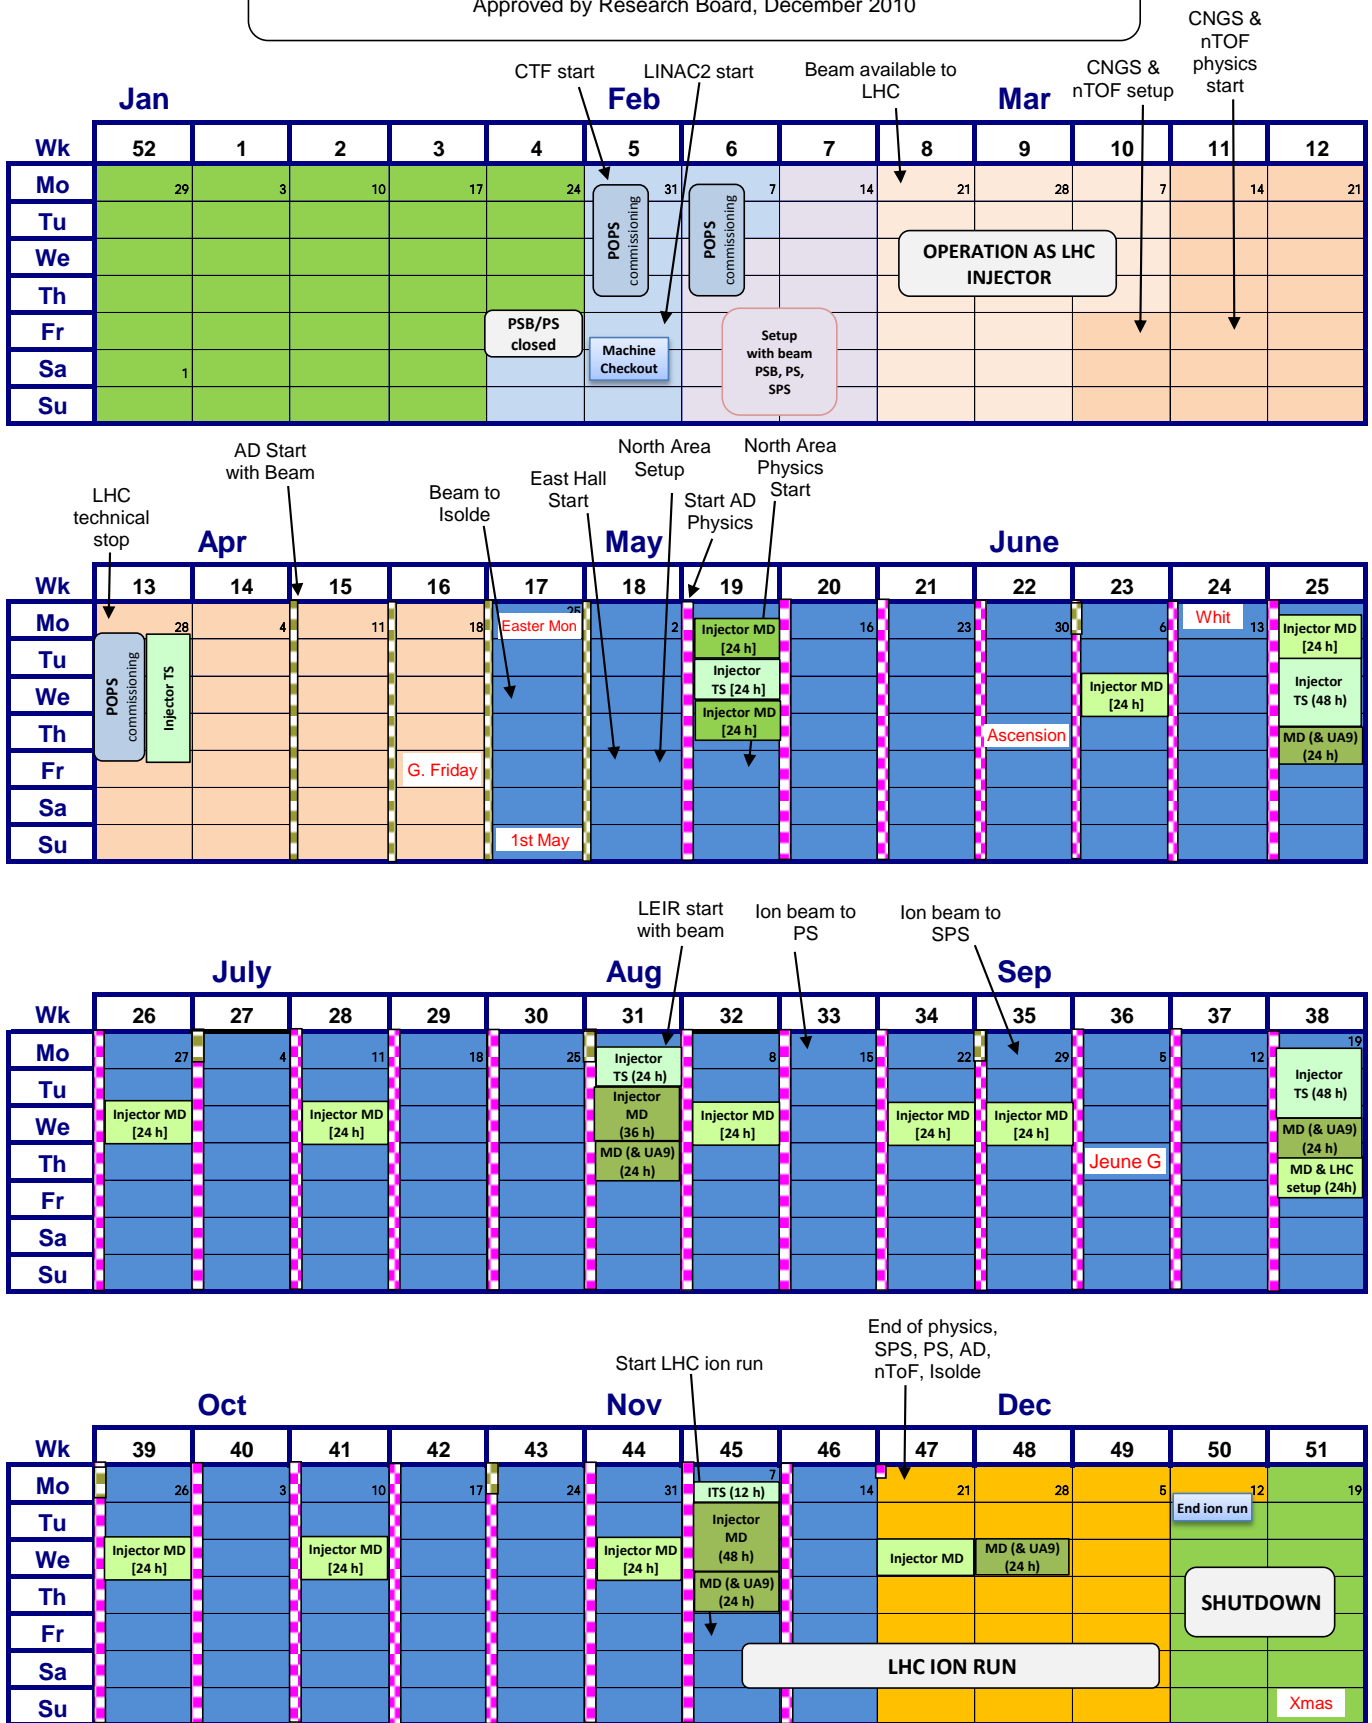 Approved by Research Board, December 2010
CNGS &
nTOF
physics
start
CTF start
LINAC2 start
Beam available to
LHC
CNGS &
nTOF setup
Jan
Feb
Mar
Wk 52 1 2 3 4 5 6 7 8 9 10 11 12
Mo 29 3 10 17 24 31 7 14 21 28 7 14 21
Tu
We
Th
Fr
Sa 1
Su
POPS
commissioning
POPS
commissioning
OPERATION AS LHC
INJECTOR
PSB/PS
closed
Machine
Checkout
Setup
with beam
PSB, PS,
SPS
AD Start
with Beam
North Area
Setup
North Area
Physics
Start
LHC
technical
stop
Beam to
Isolde
East Hall
Start
Start AD
Physics
Apr
May
June
Wk 13 14 15 16 17 18 19 20 21 22 23 24 25
Mo 28 4 11 18 25 2 16 23 30 6 13
Tu
We
Th
Fr
Sa
Su
Easter Mon
Whit
POPS
commissioning
Injector TS
Injector MD
[24 h]
Injector
TS [24 h]
Injector MD
[24 h]
Injector MD
[24 h]
Injector MD
[24 h]
Injector
TS (48 h)
MD (& UA9)
(24 h)
Ascension
G. Friday
1st May
LEIR start
with beam
Ion beam to
PS
Ion beam to
SPS
July
Aug
Sep
Wk 26 27 28 29 30 31 32 33 34 35 36 37 38
Mo 27 4 11 18 25 8 15 22 29 5 12 19
Tu
We
Th
Fr
Sa
Su
Injector MD
[24 h]
Injector MD
[24 h]
Injector
TS (24 h)
Injector
MD
(36 h)
MD (& UA9)
(24 h)
Injector MD
[24 h]
Injector MD
[24 h]
Injector MD
[24 h]
Jeune G
Injector
TS (48 h)
MD (& UA9)
(24 h)
MD & LHC
setup (24h)
End of physics,
SPS, PS, AD,
nToF, Isolde
Start LHC ion run
Oct
Nov
Dec
Wk 39 40 41 42 43 44 45 46 47 48 49 50 51
Mo 26 3 10 17 24 31 7 14 21 28 5 12 19
Tu
We
Th
Fr
Sa
Su
Injector MD
[24 h]
Injector MD
[24 h]
Injector MD
[24 h]
ITS (12 h)
Injector
MD
(48 h)
MD (& UA9)
(24 h)
Injector MD
MD (& UA9)
(24 h)
End ion run
SHUTDOWN
LHC ION RUN
Xmas